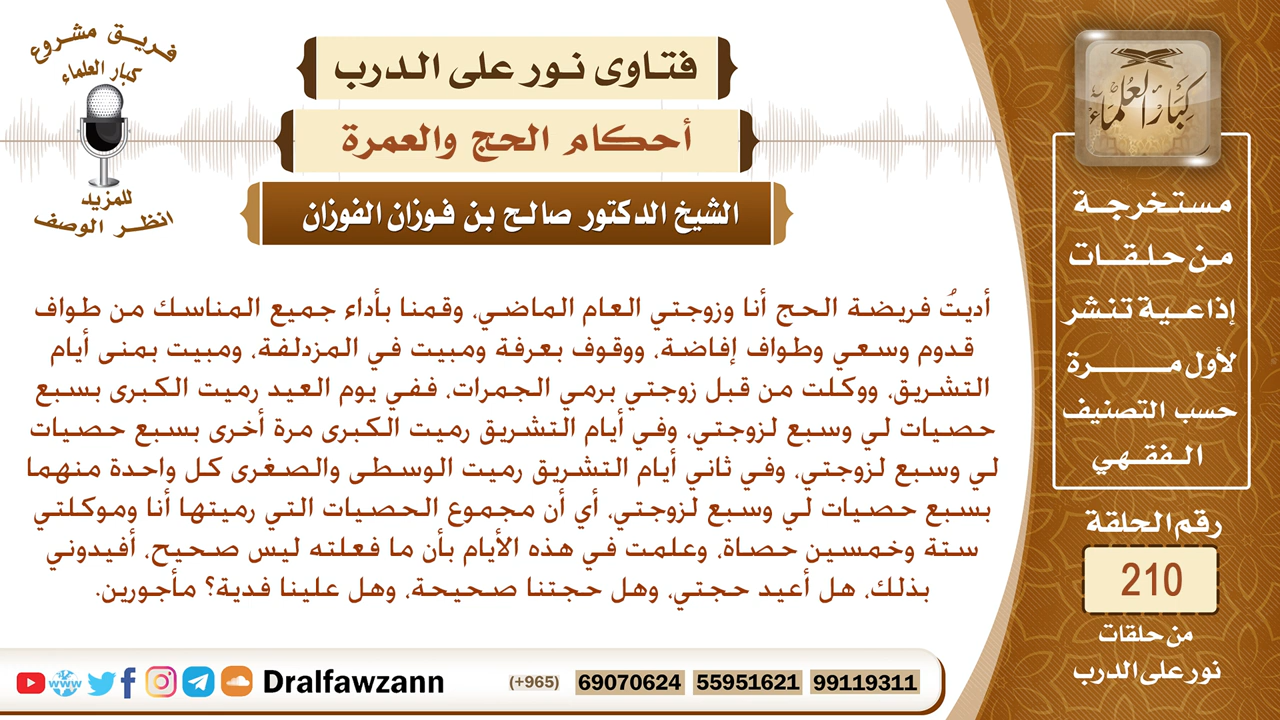 فريق مشروع
كبار العلماء
للمزيد
انظر الوصف
فتاوى نور على الدرب
أحكام الحج والعمرة
الشيخ الدكتور صالح بن فوزان الفوزان
أديتُ فريضة الحج أنا وزوجتي العام الماضي، وقمنا بأداء جميع المناسك من طواف
قدوم وسعي وطواف إفاضة، ووقوف بعرفة ومبيت في المزدلفة، ومبيت بمنى أيام
التشريق، ووكلت من قبل زوجتي برمي الجمرات، ففي يوم العيد رميت الكبرى بسبع
حصيات لي وسبع لزوجتي، وفي أيام التشريق رميت الكبرى مرة أخرى بسبع حصيات
لي وسبع لزوجتي، وفي ثاني أيام التشريق رميت الوسطى والصغرى كل واحدة منهما
بسبع حصيات لي وسبع لزوجتي، أي أن مجموع الحصيات التي رميتها أنا وموكلتي
ستة وخمسين حصاة، وعلمت في هذه الأيام بأن ما فعلته ليس صحيح، أفيدوني
بذلك، هل أعيد حجتي، وهل حجتنا صحيحة، وهل علينا فدية؟ مأجورين.
كبار العلماء
مستخرجة
من حلقات
إذاعية تنشر
لأول مرة
حسب التصنيف
الفقهي
رقم الحلقة
210
من حلقات
نور على الدرب
www
Dralfawzann
(+965) 69070624 55951621 99119311